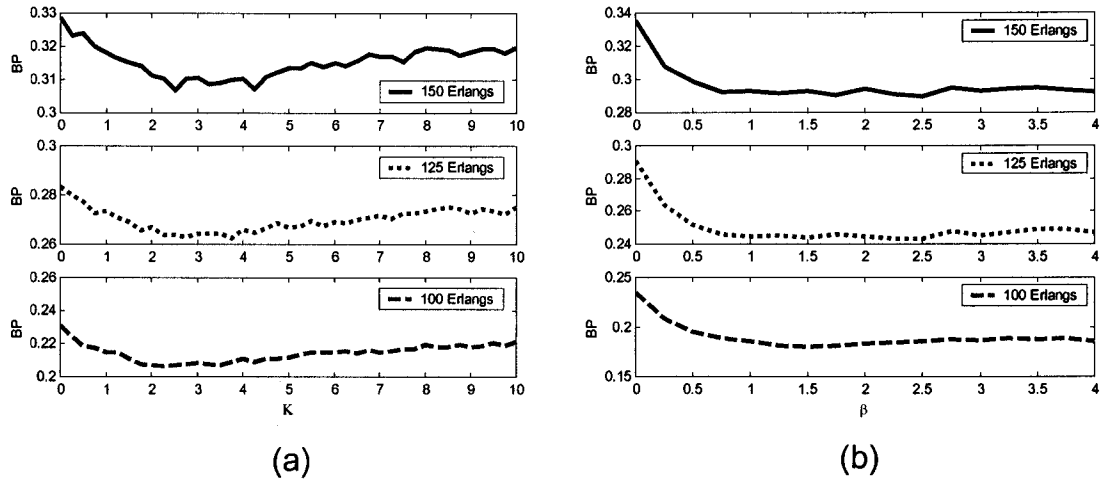 0.33
0.32
0.31
0.3
BP
150 Erlangs
0 1 2 3 4 5 6 7 8 9 10
0.3
0.28
0.26
BP
125 Erlangs
0 1 2 3 4 5 6 7 8 9 10
0.26
0.24
0.22
0.2
BP
100 Erlangs
0 1 2 3 4 5 6 7 8 9 10
K
(a)
0.34
0.32
0.3
0.28
BP
150 Erlangs
0 0.5 1 1.5 2 2.5 3 3.5 4
0.3
0.28
0.26
0.24
BP
125 Erlangs
0 0.5 1 1.5 2 2.5 3 3.5 4
0.25
0.2
0.15
BP
100 Erlangs
0 0.5 1 1.5 2 2.5 3 3.5 4
β
(b)